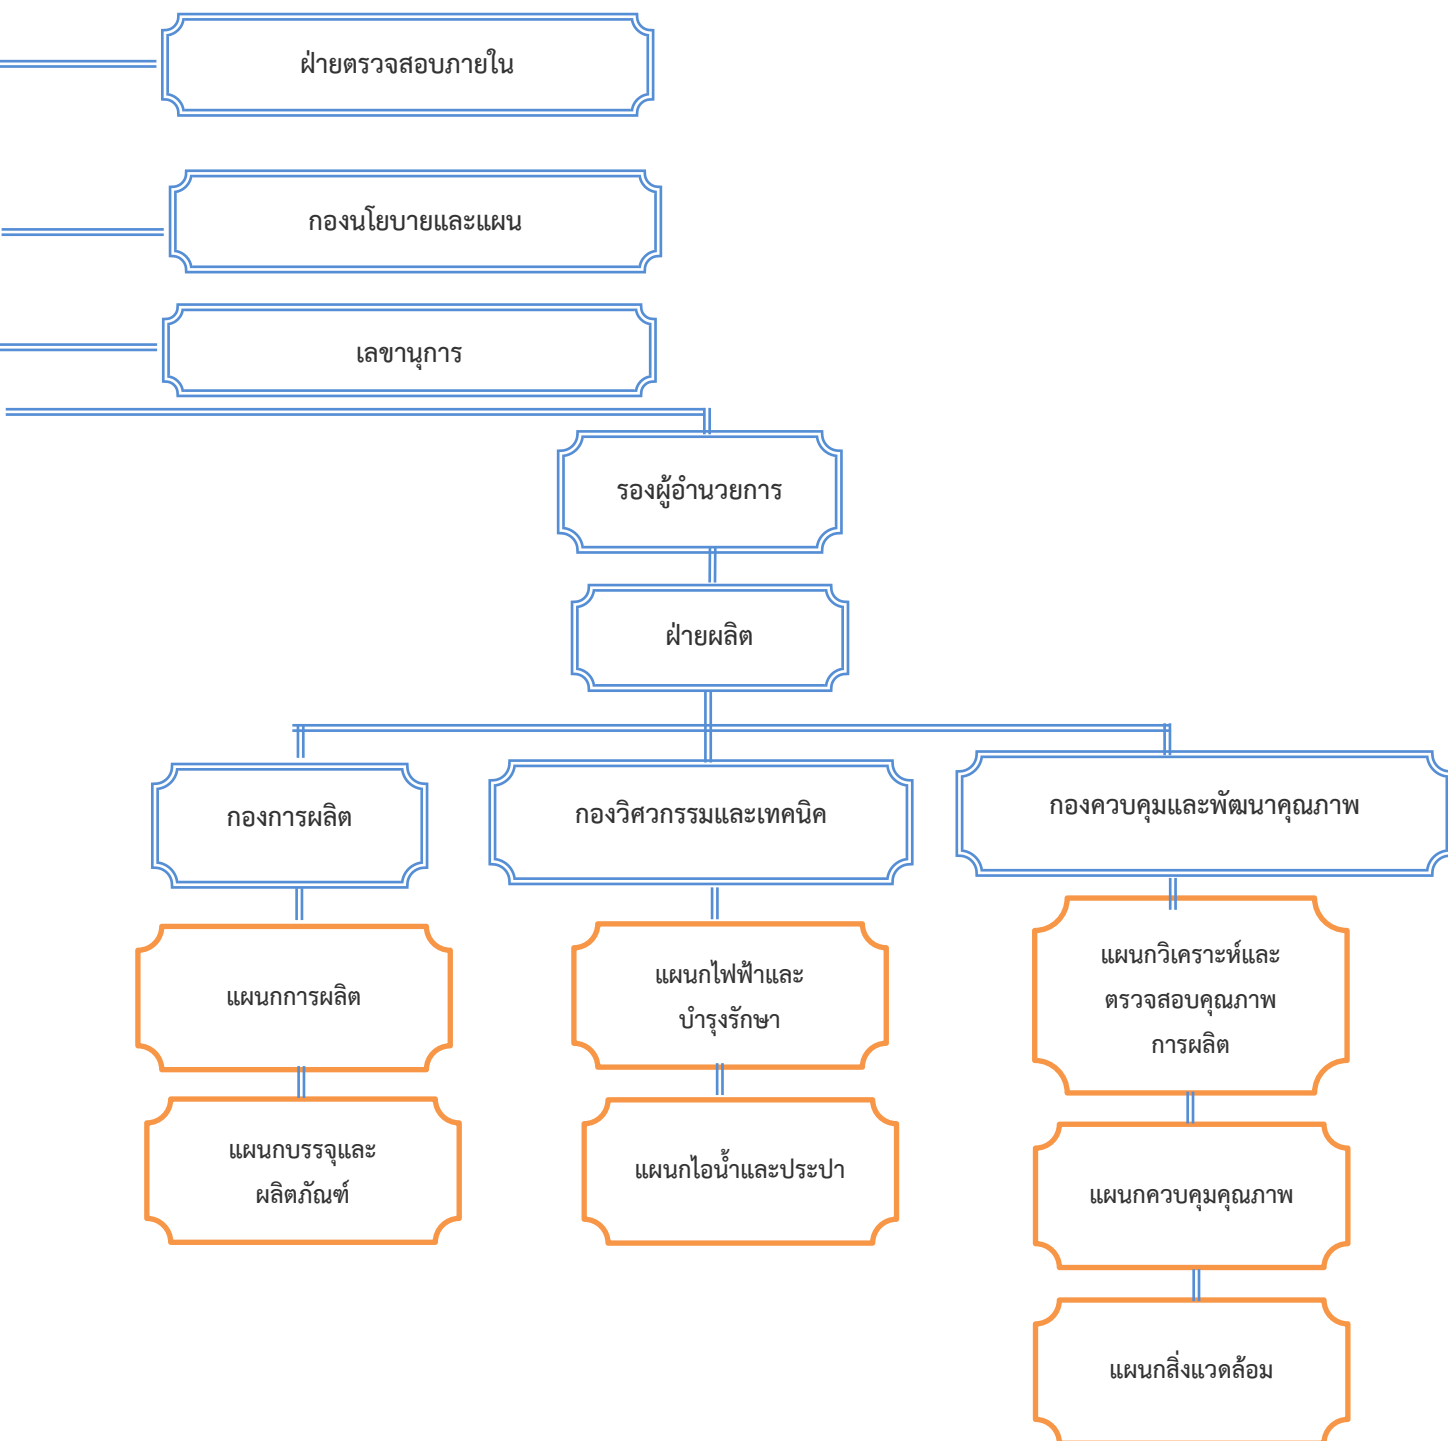 ฝ่ายตรวจสอบภายใน
กองนโยบายและแผน
เลขานุการ
รองผู้อำนวยการ
ฝ่ายผลิต
กองการผลิต
กองวิศวกรรมและเทคนิค
กองควบคุมและพัฒนาคุณภาพ
แผนกการผลิต
แผนกไฟฟ้าและ
บำรุงรักษา
แผนกวิเคราะห์และ
ตรวจสอบคุณภาพ
การผลิต
แผนกบรรจุและ
ผลิตภัณฑ์
แผนกไอน้ำและประปา
แผนกควบคุมคุณภาพ
แผนกสิ่งแวดล้อม